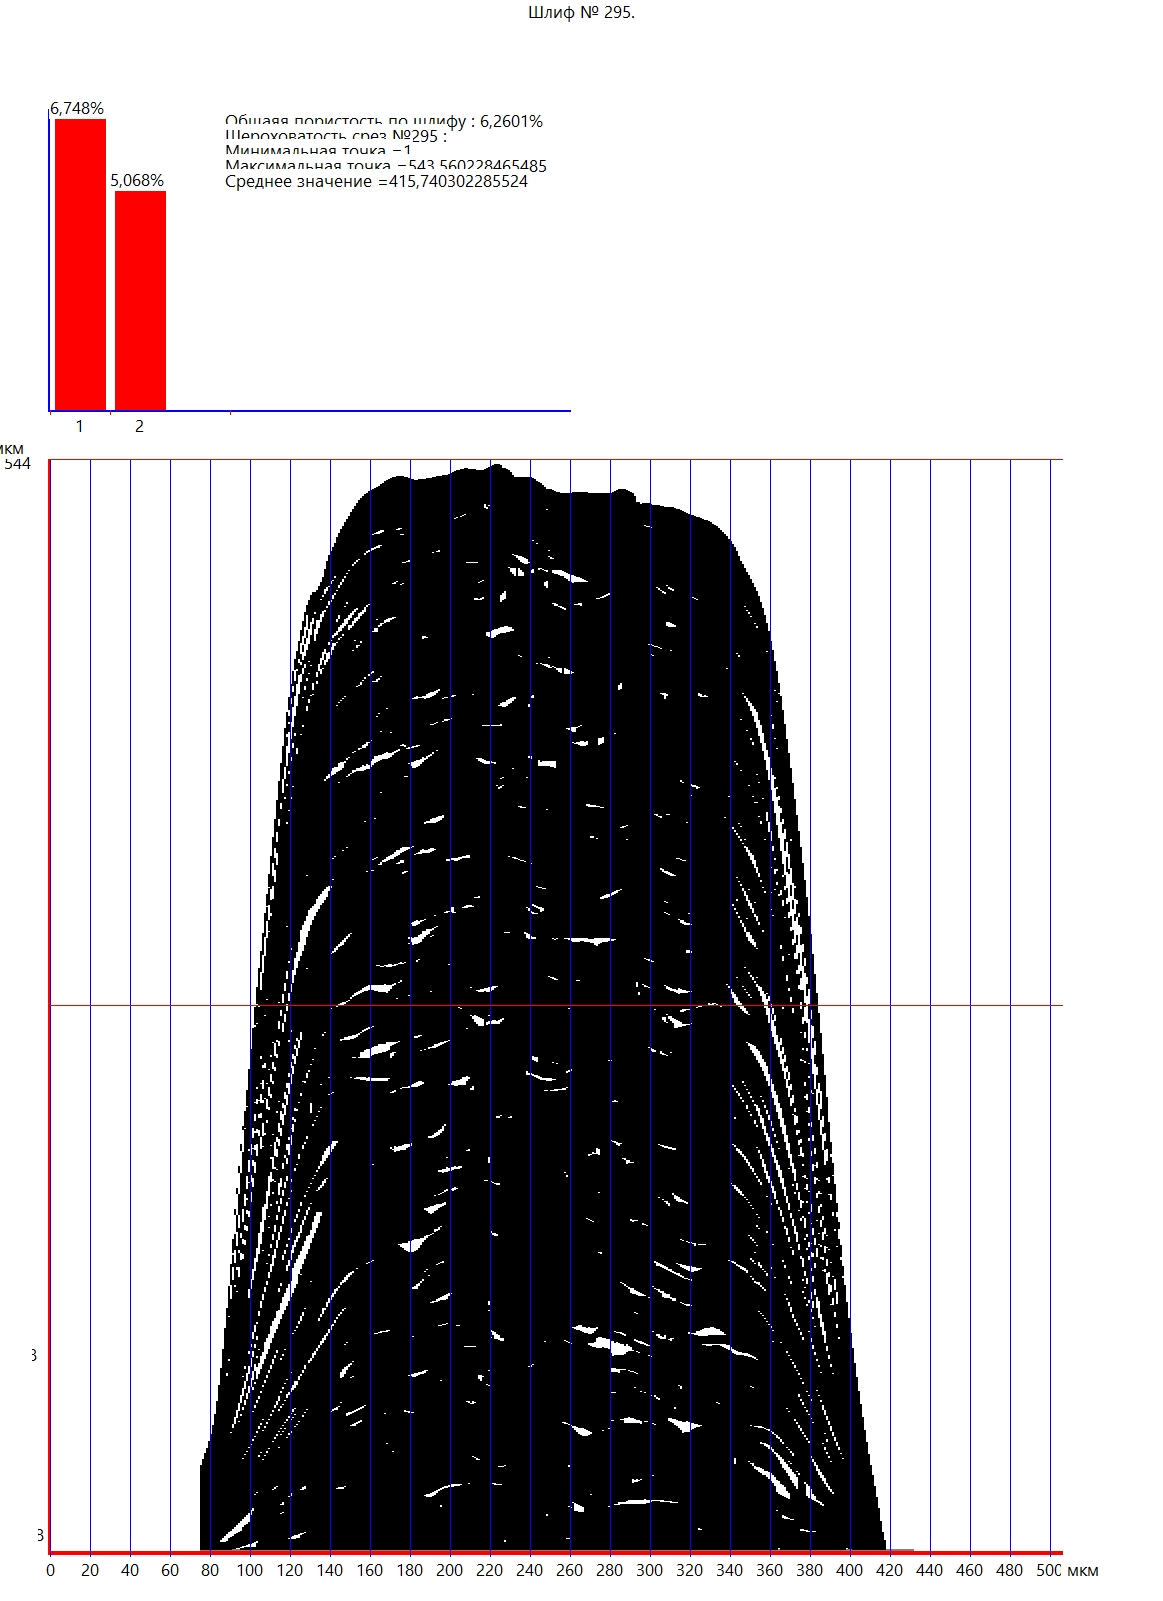 Шлиф № 295.
6,748%
5,068%
Общаяя пористость по шлифу : 6,2601%
Шероховатость срез №295 :
Минимальная точка =1
Максимальная точка =543,560228465485
Среднее значение =415,740302285524
1 2
мкм
544
3
3
0 20 40 60 80 100 120 140 160 180 200 220 240 260 280 300 320 340 360 380 400 420 440 460 480 500 мкм